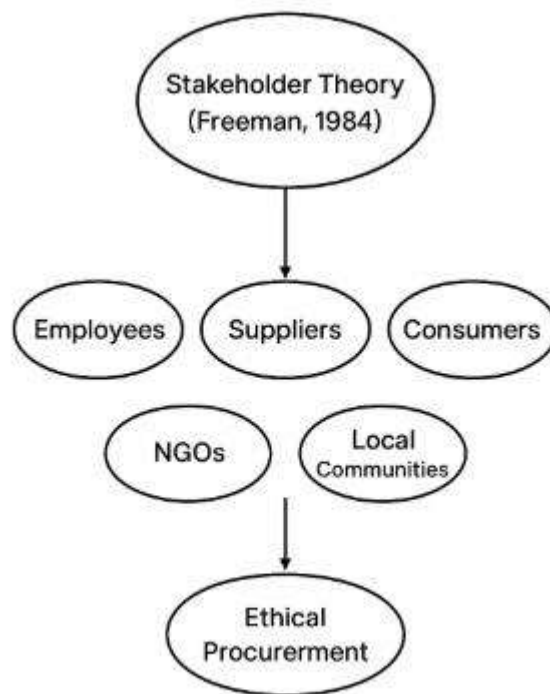 Stakeholder Theory
(Freeman, 1984)
Employees
Suppliers
Consumers
NGOs
Local
Communities
Ethical
Procurerment